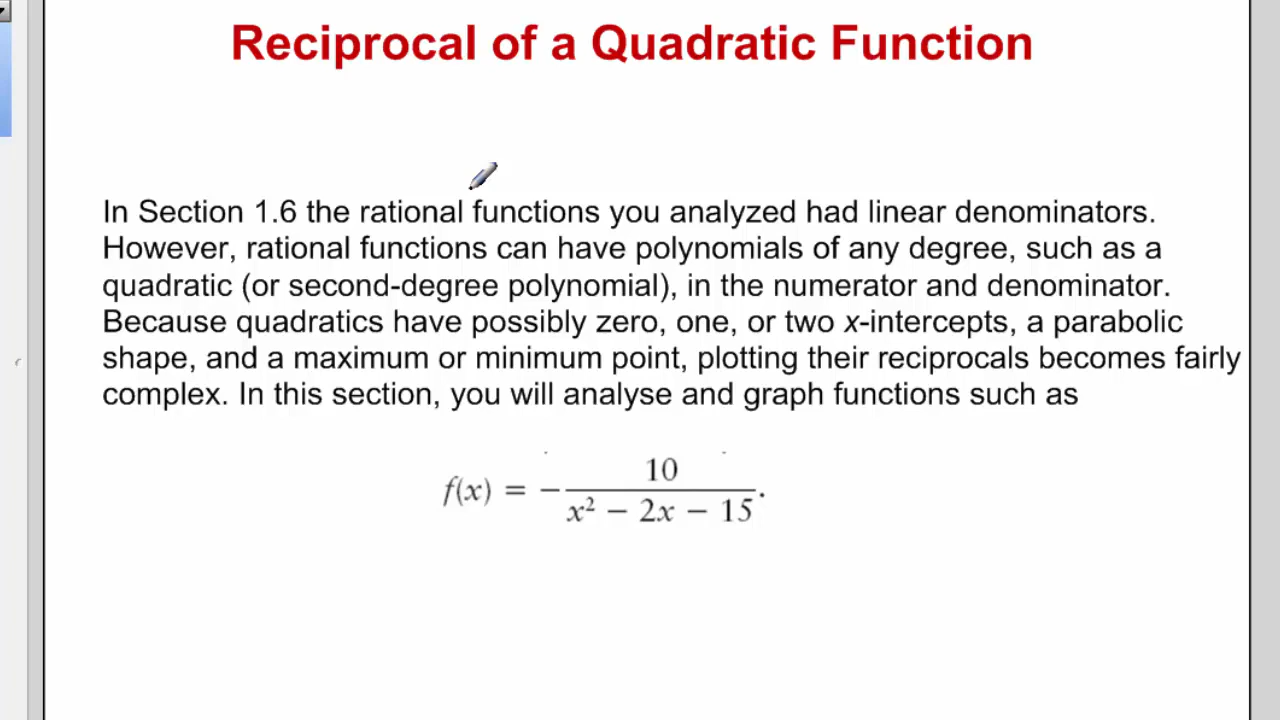 Reciprocal of a Quadratic Function
In Section 1.6 the rational functions you analyzed had linear denominators.
However, rational functions can have polynomials of any degree, such as a
quadratic (or second-degree polynomial), in the numerator and denominator.
Because quadratics have possibly zero, one, or two x-intercepts, a parabolic
shape, and a maximum or minimum point, plotting their reciprocals becomes fairly
complex. In this section, you will analyse and graph functions such as
10
f(x) = −
x² − 2x − 15.